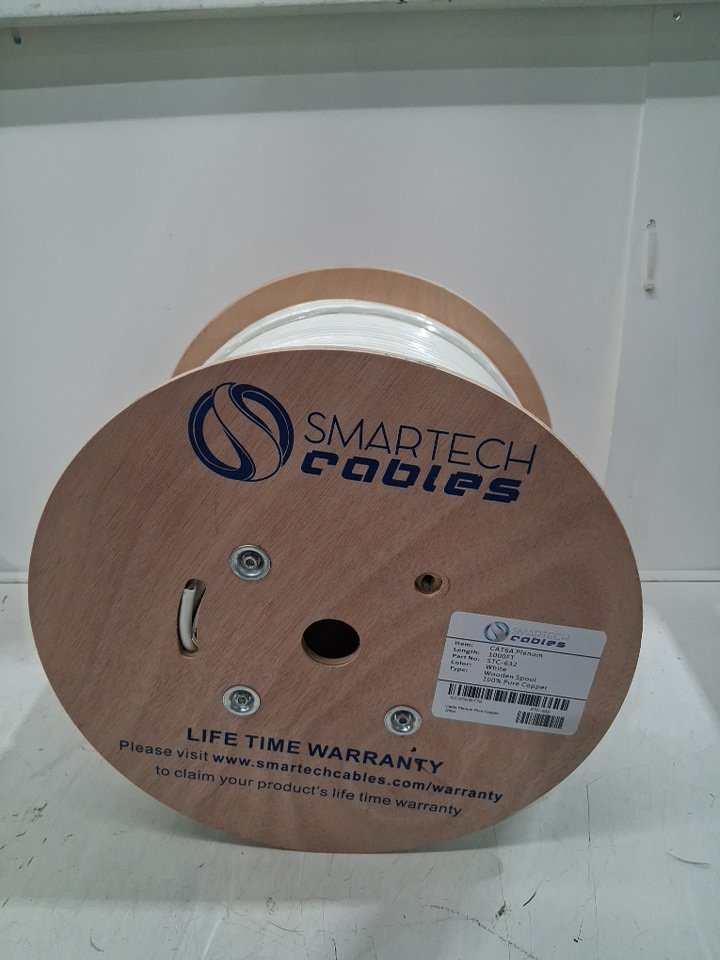 SMARTECH
cables
SMARTECH
cables
Item: CAT6A Plenum
Length: 1000FT
Part No: STC-632
Color: White
Type: Wooden Spool
100% Pure Copper
LIFE TIME WARRANTY
Please visit www.smartechcables.com/warranty
to claim your product's life time warranty